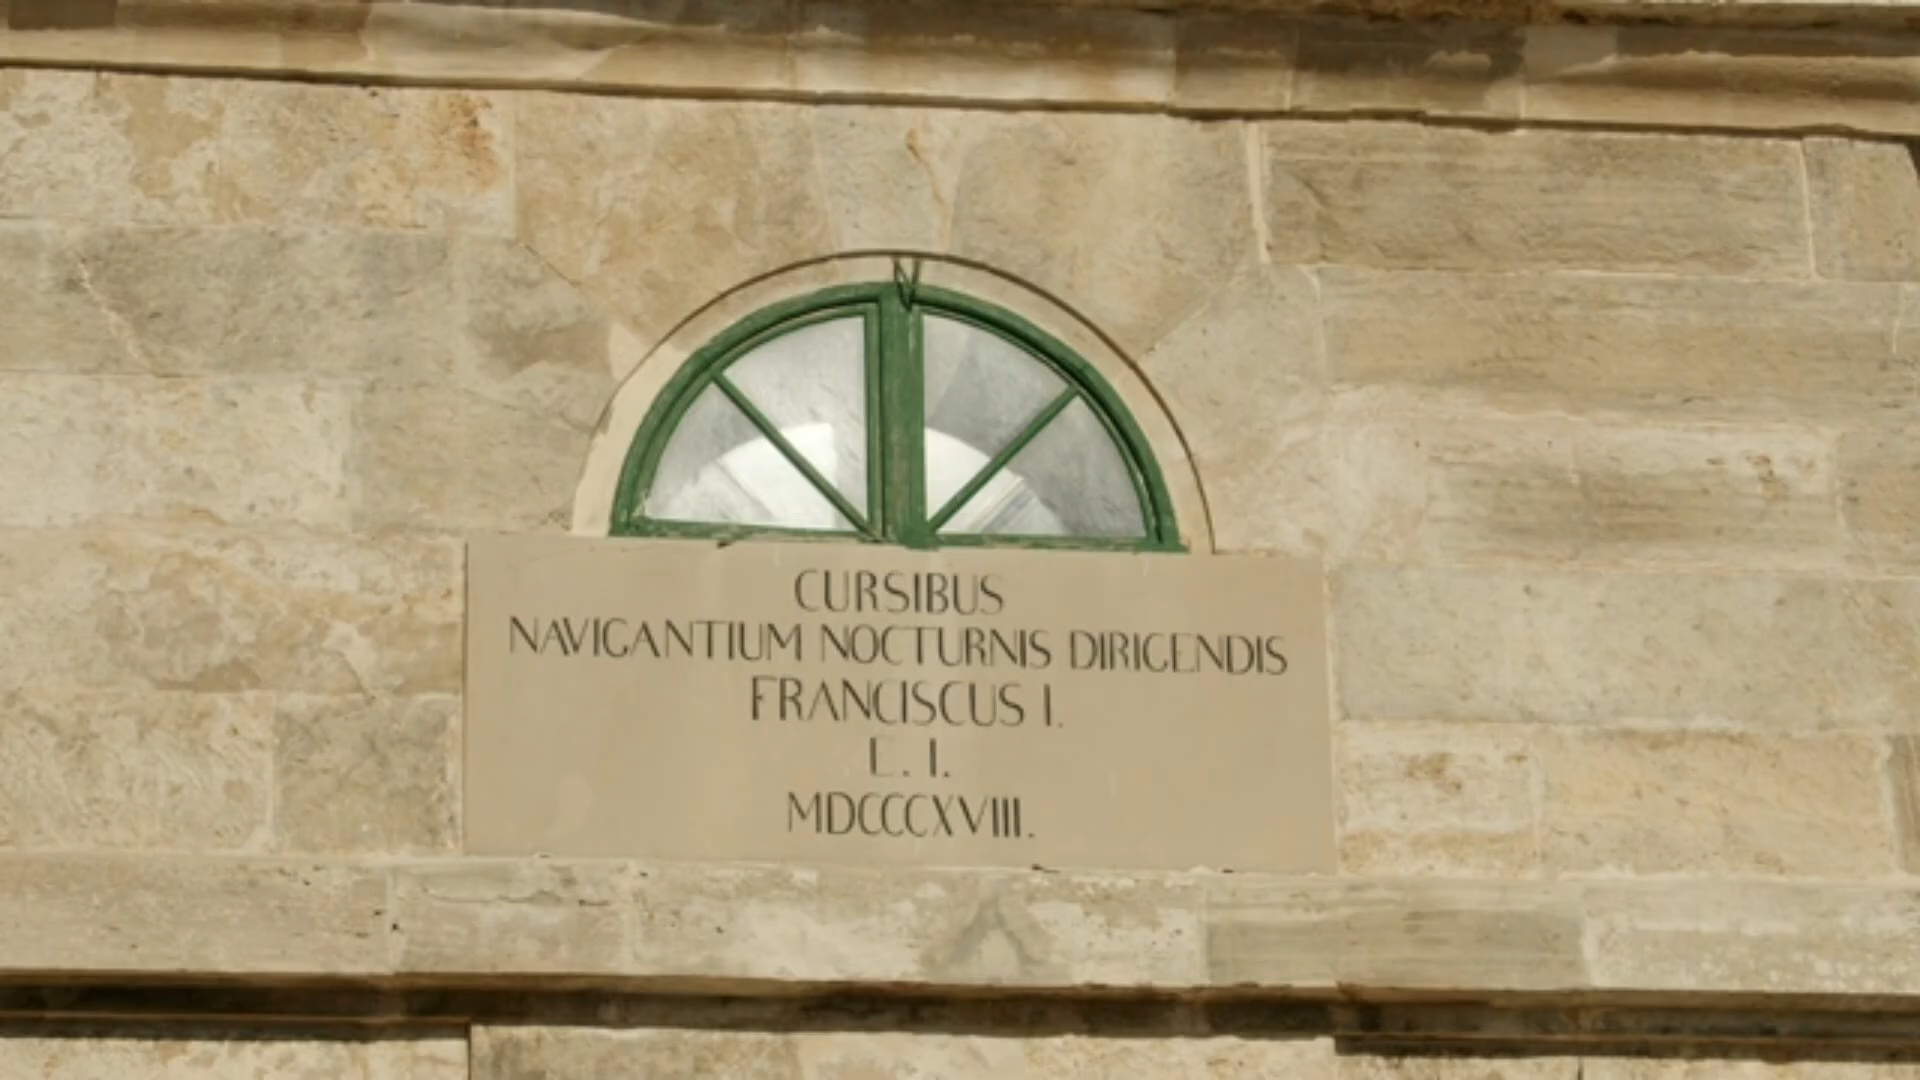 CURSIBUS
NAVIGANTIUM NOCTURNIS DIRIGENDIS
FRANCISCUS I.
E. I.
MDCCCXVIII.